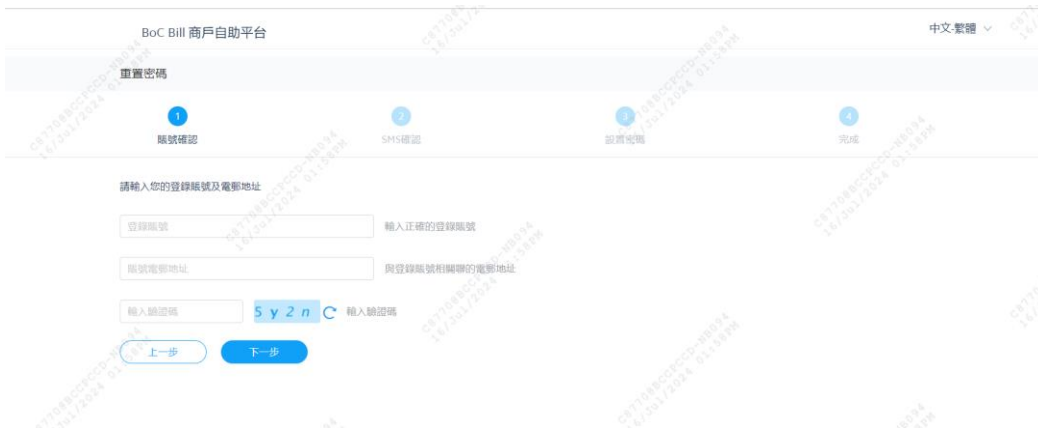 BoC Bill 商戶自助平台
中文-繁體
重置密碼
1
2
3
4
賬號確認
SMS確認
設置密碼
完成
請輸入您的登錄賬號及電郵地址
登錄賬號
輸入正確的登錄賬號
賬號電郵地址
與登錄賬號相關聯的電郵地址
輸入驗證碼
5 y 2 n
輸入驗證碼
上一步
下一步